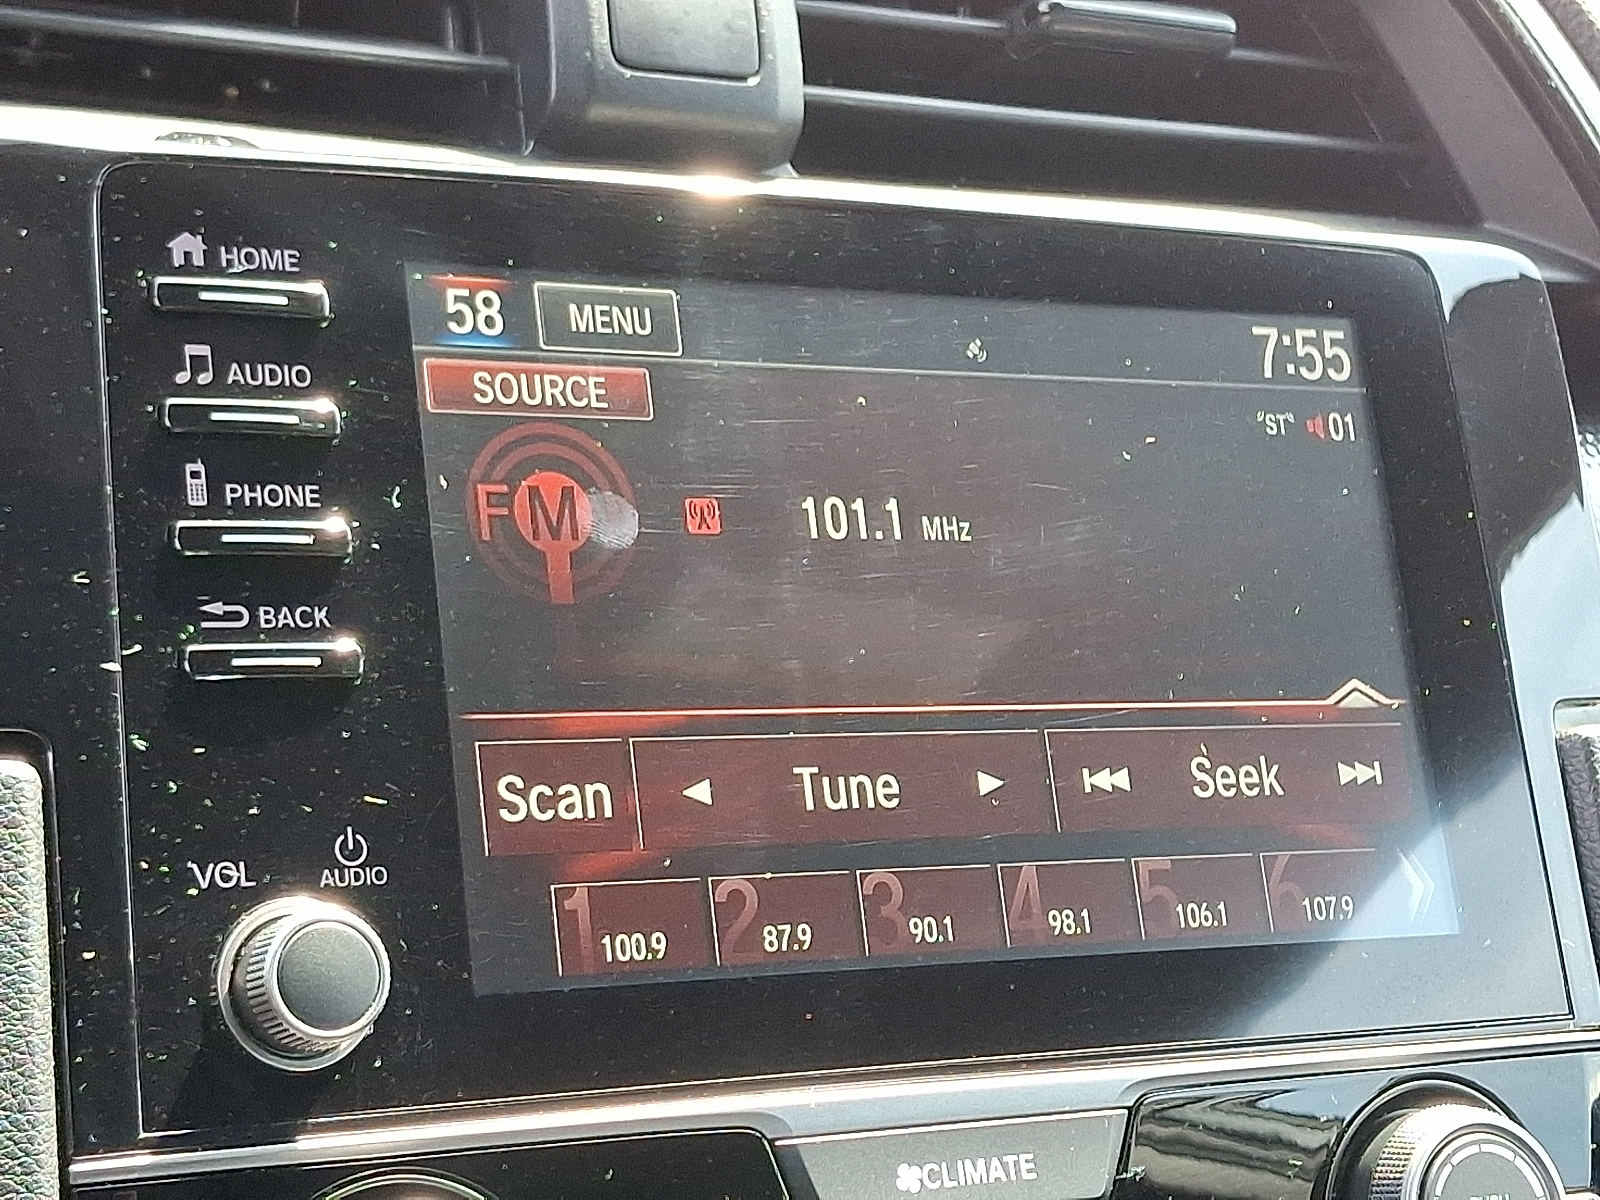 HOME
58 MENU 7:55
AUDIO
SOURCE
"ST" 01
PHONE
FM 101.1 MHz
BACK
Scan Tune Seek
VOL AUDIO
1 100.9 2 87.9 3 90.1 4 98.1 5 106.1 6 107.9
CLIMATE